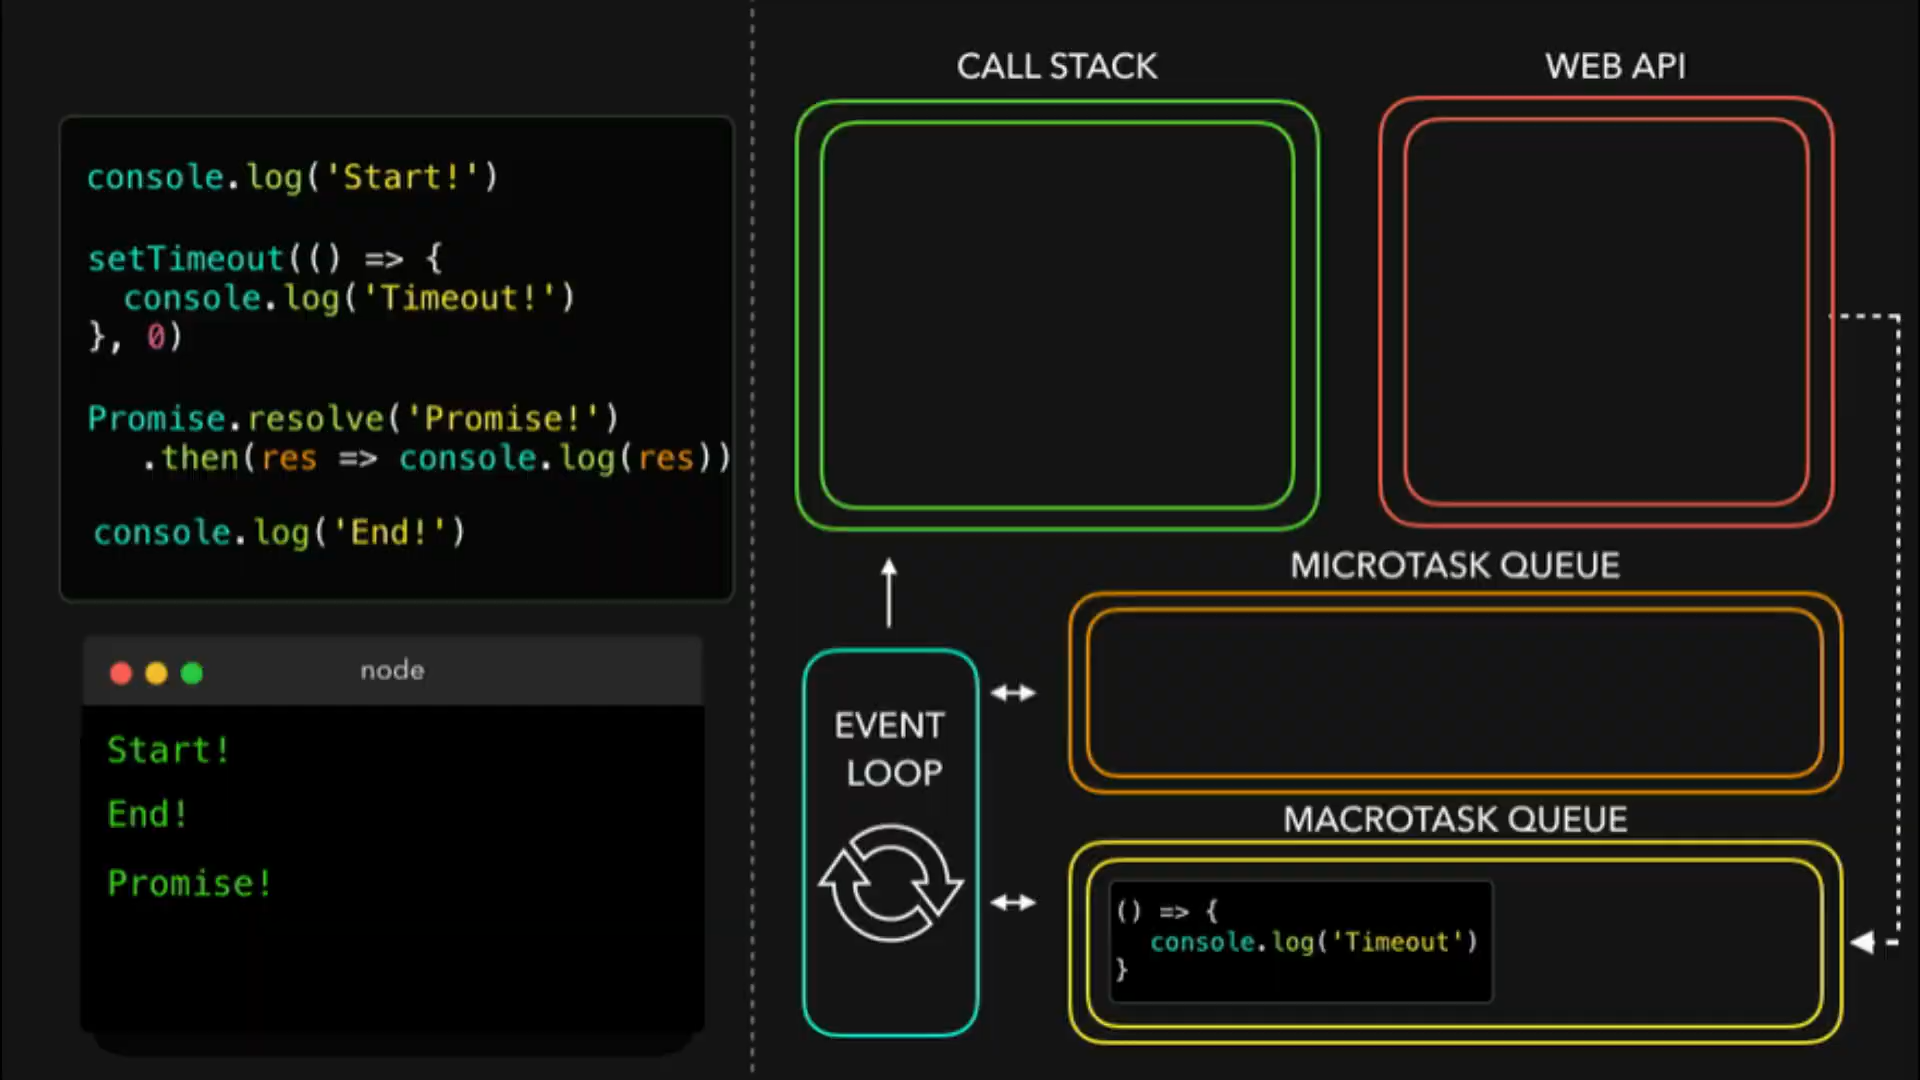 console.log('Start!')
setTimeout(() => {
  console.log('Timeout!')
}, 0)
Promise.resolve('Promise!')
   .then(res => console.log(res))
console.log('End!')
node
Start!
End!
Promise!
CALL STACK
WEB API
MICROTASK QUEUE
EVENT
LOOP
MACROTASK QUEUE
() => {
  console.log('Timeout')
}